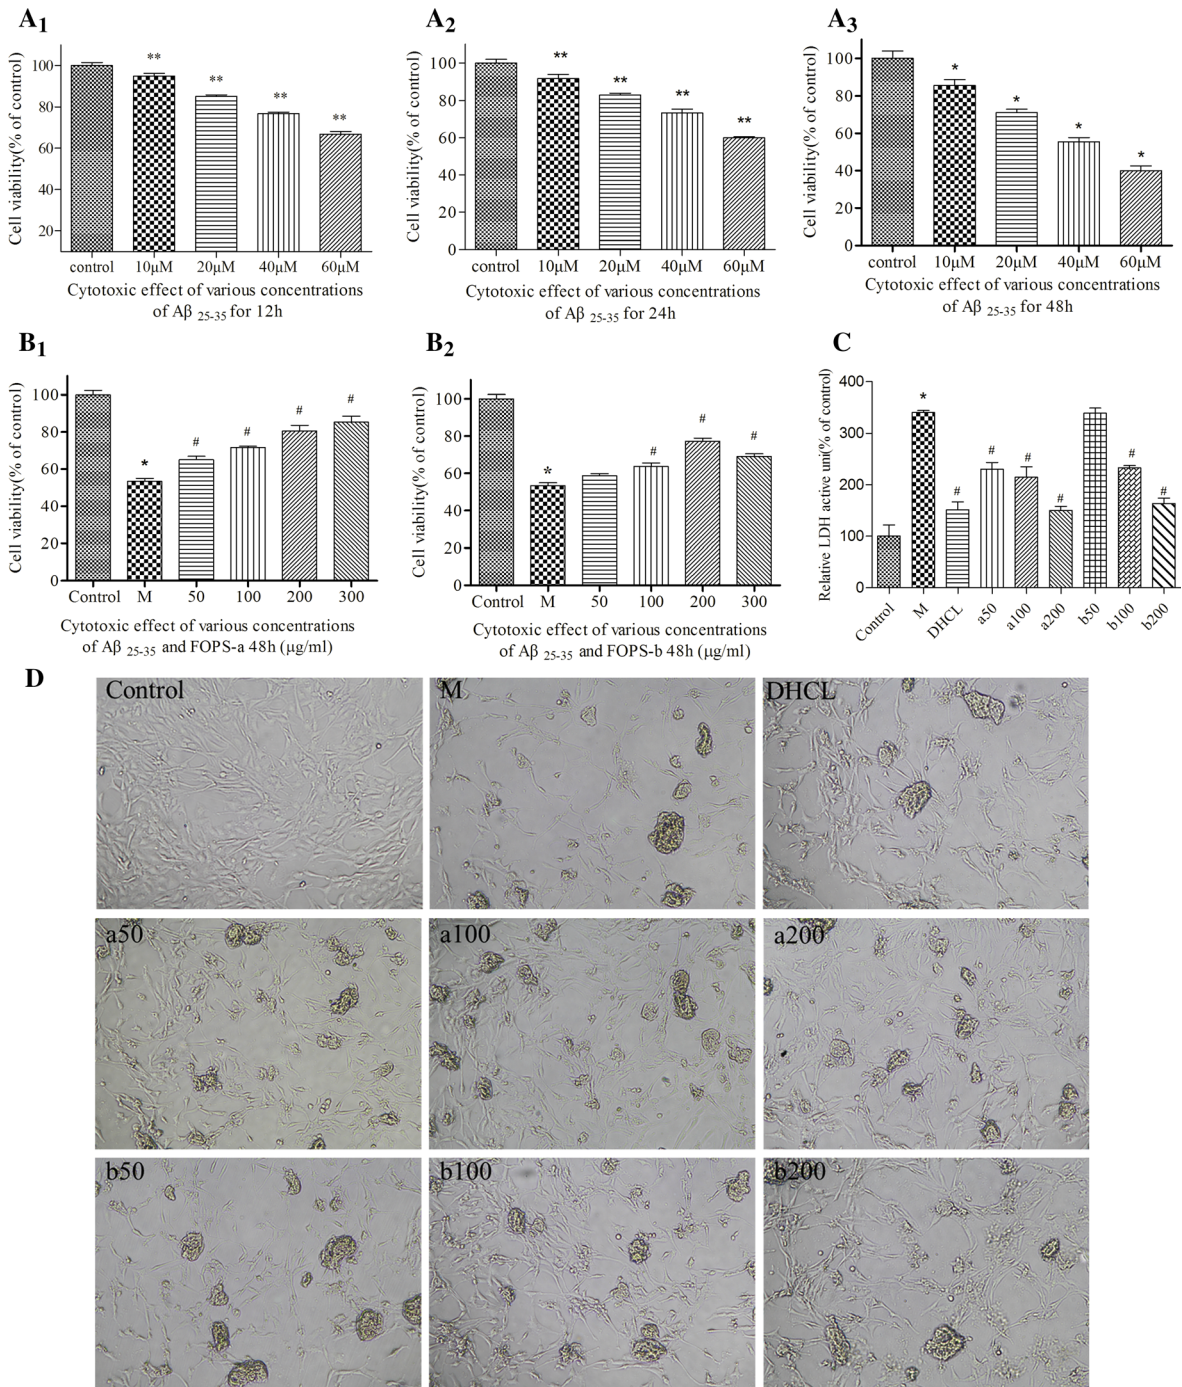 A1
Cell viability(% of control)
100
80
60
40
20
** ** ** **
control 10μM 20μM 40μM 60μM
Cytotoxic effect of various concentrations
of Aβ 25-35 for 12h
A2
Cell viability(% of control)
100
80
60
40
20
0
** ** ** **
control 10μM 20μM 40μM 60μM
Cytotoxic effect of various concentrations
of Aβ 25-35 for 24h
A3
Cell viability(% of control)
100
80
60
40
20
0
* * * *
control 10μM 20μM 40μM 60μM
Cytotoxic effect of various concentrations
of Aβ 25-35 for 48h
B1
Cell viability(% of control)
100
80
60
40
20
0
* # # # #
Control M 50 100 200 300
Cytotoxic effect of various concentrations
of Aβ 25-35 and FOPS-a 48h (μg/ml)
B2
Cell viability(% of control)
100
80
60
40
20
0
* # # #
Control M 50 100 200 300
Cytotoxic effect of various concentrations
of Aβ 25-35 and FOPS-b 48h (μg/ml)
C
Relative LDH active uni(% of control)
400
300
200
100
0
* # # # # # #
Control M DHCL a50 a100 a200 b50 b100 b200
D
Control M DHCL
a50 a100 a200
b50 b100 b200